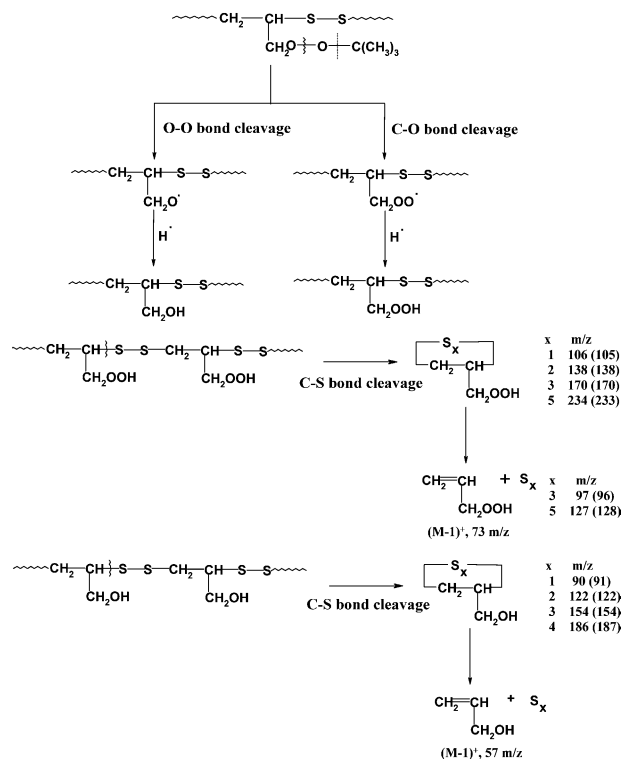 CH2—CH—S—S
CH2O—O—C(CH3)3
O-O bond cleavage
C-O bond cleavage
CH2—CH—S—S
CH2O·
CH2—CH—S—S
CH2OO·
H·
H·
CH2—CH—S—S
CH2OH
CH2—CH—S—S
CH2OOH
CH2—CH—S—S—CH2—CH—S—S
CH2OOH
CH2OOH
C-S bond cleavage
Sx
CH2—CH
CH2OOH
x m/z
1 106 (105)
2 138 (138)
3 170 (170)
5 234 (233)
CH2=CH + Sx
CH2OOH
(M-1)+, 73 m/z
x m/z
3 97 (96)
5 127 (128)
CH2—CH—S—S—CH2—CH—S—S
CH2OH
CH2OH
C-S bond cleavage
Sx
CH2—CH
CH2OH
x m/z
1 90 (91)
2 122 (122)
3 154 (154)
4 186 (187)
CH2=CH + Sx
CH2OH
(M-1)+, 57 m/z